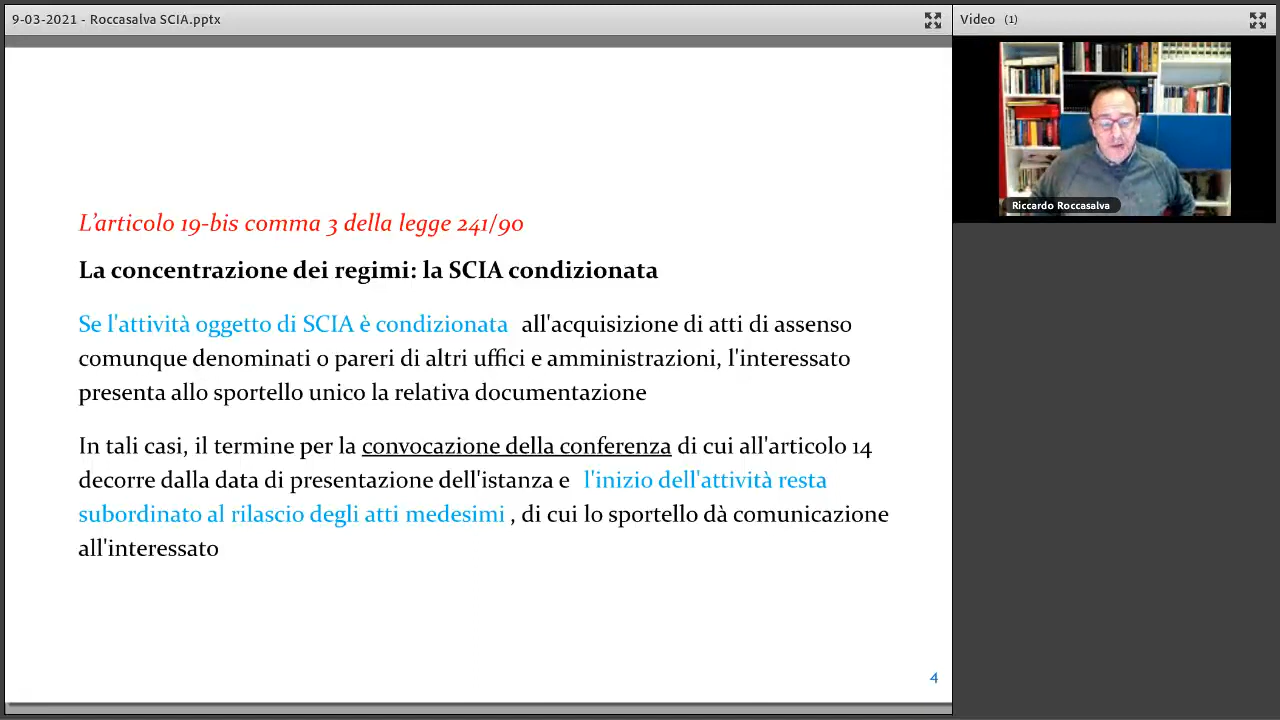 9-03-2021 - Roccasalva SCIA.pptx
Video (1)
Riccardo Roccasalva
L’articolo 19-bis comma 3 della legge 241/90
La concentrazione dei regimi: la SCIA condizionata
Se l'attività oggetto di SCIA è condizionata all'acquisizione di atti di assenso
comunque denominati o pareri di altri uffici e amministrazioni, l'interessato
presenta allo sportello unico la relativa documentazione
In tali casi, il termine per la convocazione della conferenza di cui all'articolo 14
decorre dalla data di presentazione dell'istanza e l'inizio dell'attività resta
subordinato al rilascio degli atti medesimi , di cui lo sportello dà comunicazione
all'interessato
4